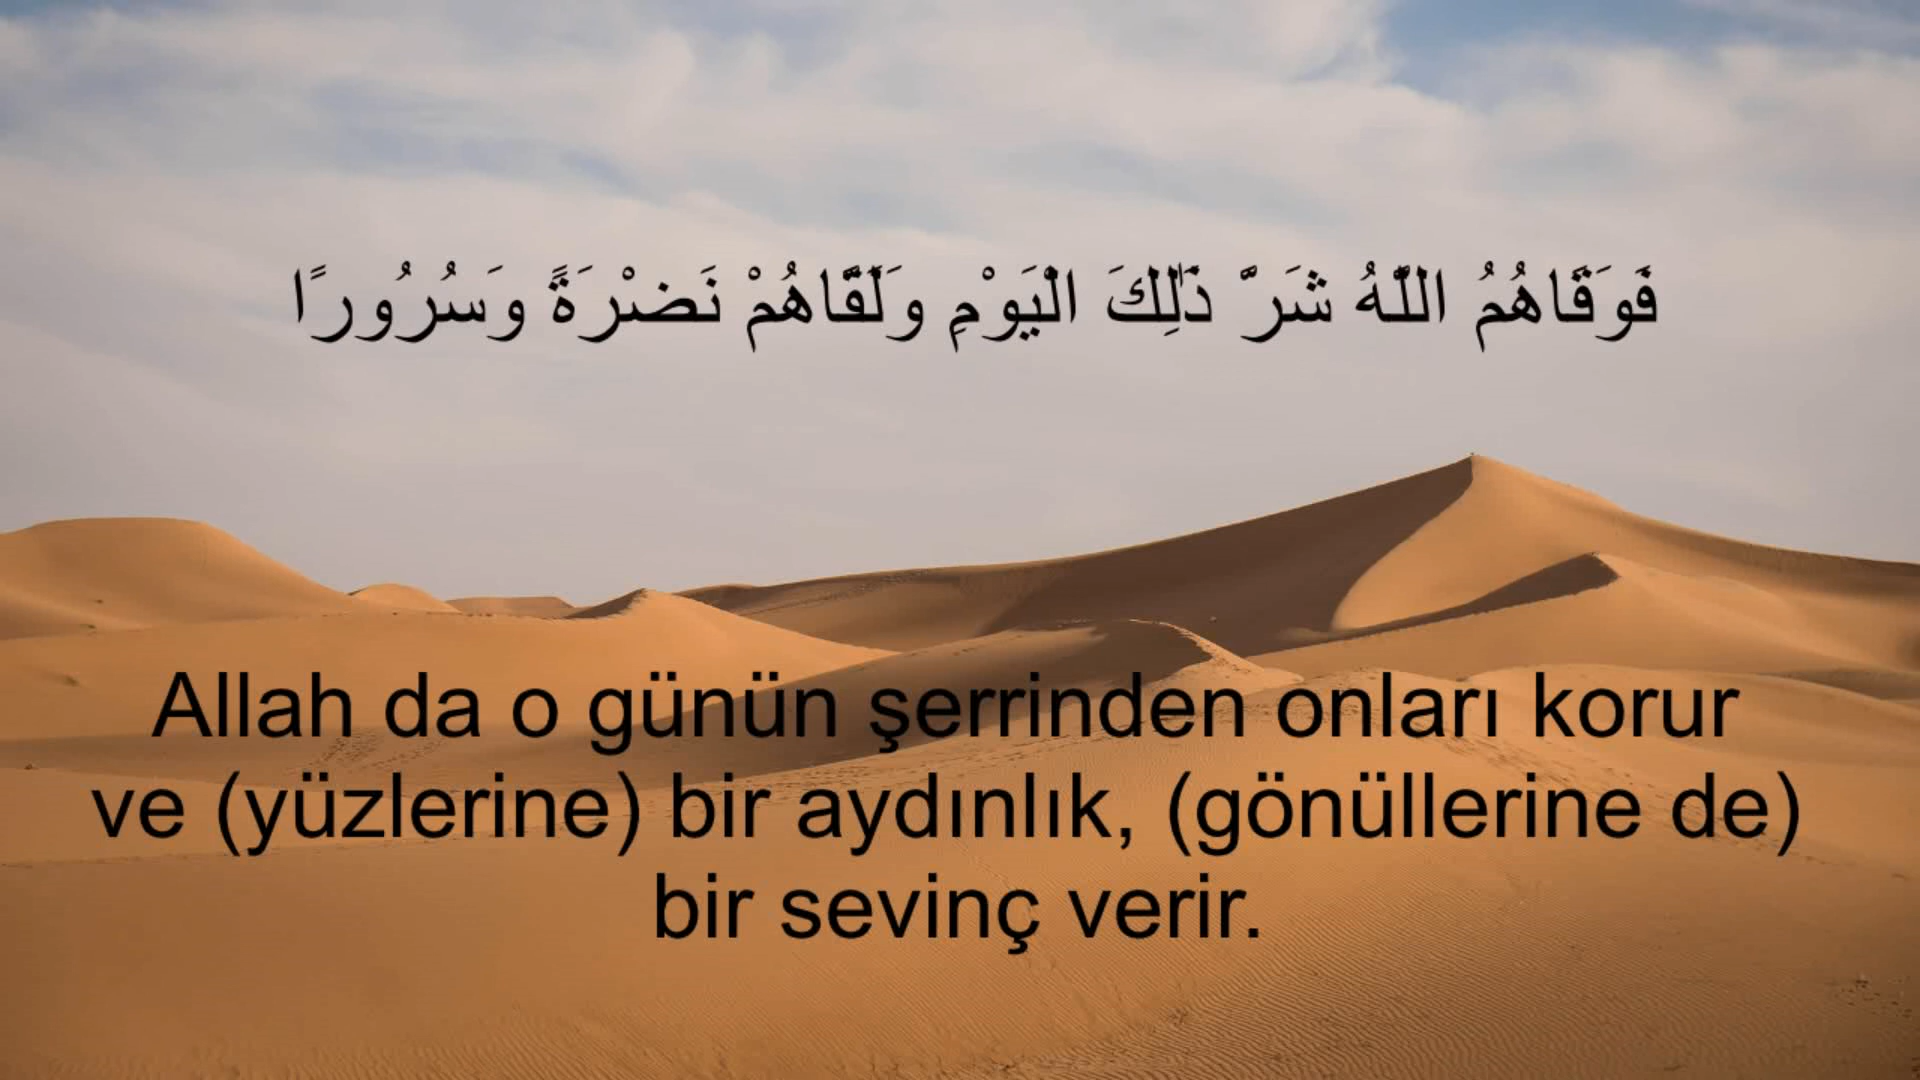 فَوَقَاهُمُ اللَّهُ شَرَّ ذَٰلِكَ الْيَوْمِ وَلَقَّاهُمْ نَضْرَةً وَسُرُورًا
Allah da o günün şerrinden onları korur
ve (yüzlerine) bir aydınlık, (gönüllerine de)
bir sevinç verir.